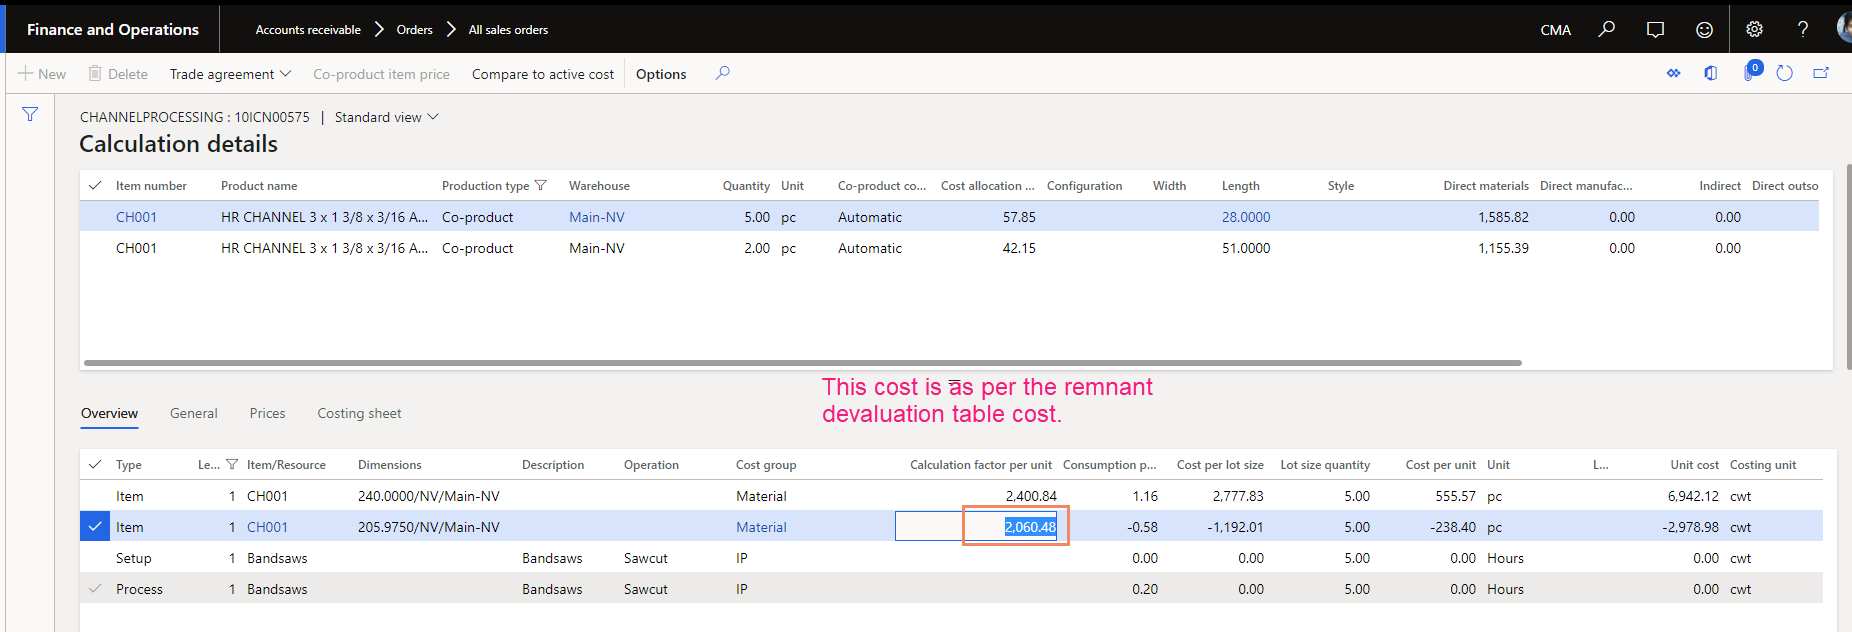 Finance and Operations Accounts receivable Orders All sales orders CMA ?
New Delete Trade agreement Co-product item price Compare to active cost Options 0
CHANNELPROCESSING : 10ICN00575 | Standard view
Calculation details
Item number Product name Production type Warehouse Quantity Unit Co-product co... Cost allocation ... Configuration Width Length Style Direct materials Direct manufac... Indirect Direct outso
CH001 HR CHANNEL 3 x 1 3/8 x 3/16 A... Co-product Main-NV 5.00 pc Automatic 57.85 28.0000 1,585.82 0.00 0.00
CH001 HR CHANNEL 3 x 1 3/8 x 3/16 A... Co-product Main-NV 2.00 pc Automatic 42.15 51.0000 1,155.39 0.00 0.00
This cost is as per the remnant
devaluation table cost.
Overview General Prices Costing sheet
Type Le... Item/Resource Dimensions Description Operation Cost group Calculation factor per unit Consumption p... Cost per lot size Lot size quantity Cost per unit Unit L... Unit cost Costing unit
Item 1 CH001 240.0000/NV/Main-NV Material 2,400.84 1.16 2,777.83 5.00 555.57 pc 6,942.12 cwt
Item 1 CH001 205.9750/NV/Main-NV Material 2,060.48 -0.58 -1,192.01 5.00 -238.40 pc -2,978.98 cwt
Setup 1 Bandsaws Bandsaws Sawcut IP 0.00 0.00 5.00 0.00 Hours 0.00 cwt
Process 1 Bandsaws Bandsaws Sawcut IP 0.20 0.00 5.00 0.00 Hours 0.00 cwt